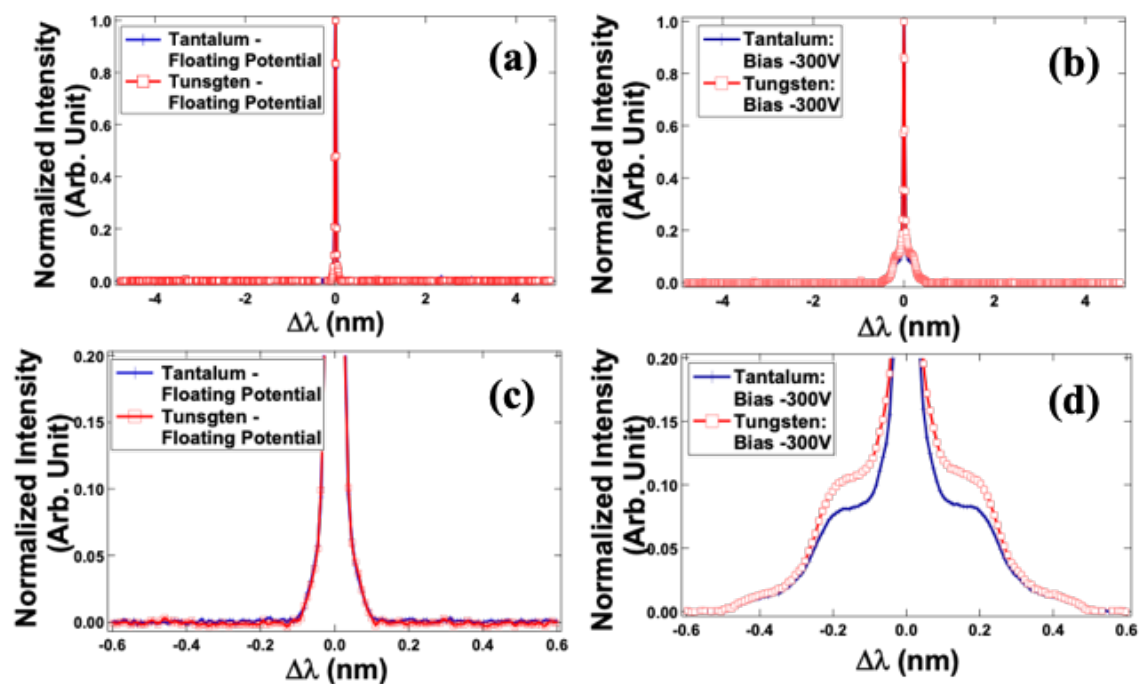 Normalized Intensity
(Arb. Unit)
1.0
0.8
0.6
0.4
0.2
0.0
Tantalum -
Floating Potential
Tunsgten -
Floating Potential
(a)
-4
-2
0
2
4
Δλ (nm)
Normalized Intensity
(Arb. Unit)
1.0
0.8
0.6
0.4
0.2
0.0
Tantalum:
Bias -300V
Tungsten:
Bias -300V
(b)
-4
-2
0
2
4
Δλ (nm)
Normalized Intensity
(Arb. Unit)
0.20
0.15
0.10
0.05
0.00
Tantalum -
Floating Potential
Tunsgten -
Floating Potential
(c)
-0.6
-0.4
-0.2
0.0
0.2
0.4
0.6
Δλ (nm)
Normalized Intensity
(Arb. Unit)
0.20
0.15
0.10
0.05
0.00
Tantalum:
Bias -300V
Tungsten:
Bias -300V
(d)
-0.6
-0.4
-0.2
0.0
0.2
0.4
0.6
Δλ (nm)